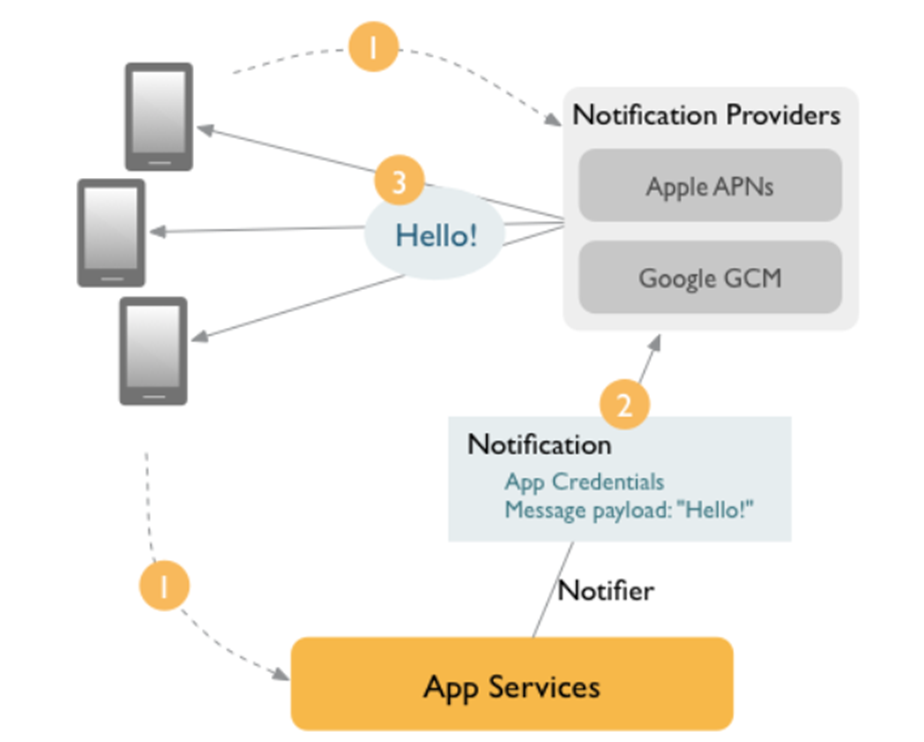 1
Notification Providers
Apple APNs
3
Hello!
Google GCM
2
Notification
App Credentials
Message payload: "Hello!"
1
Notifier
App Services